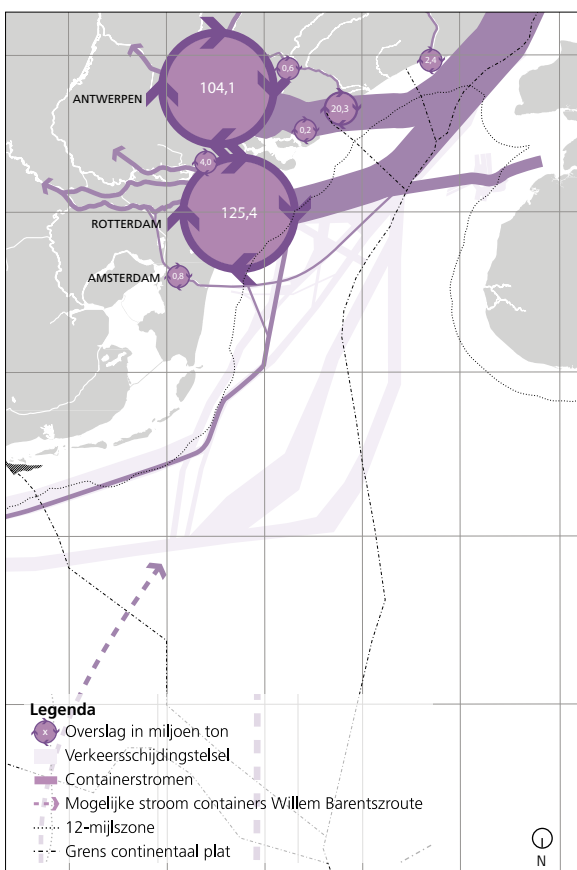 2,4
0,6
104,1
ANTWERPEN
20,3
0,2
4,0
125,4
ROTTERDAM
AMSTERDAM
0,8
Legenda
x Overslag in miljoen ton
Verkeersschijdingstelsel
Containerstromen
Mogelijke stroom containers Willem Barentszroute
12-mijlszone
Grens continentaal plat
N